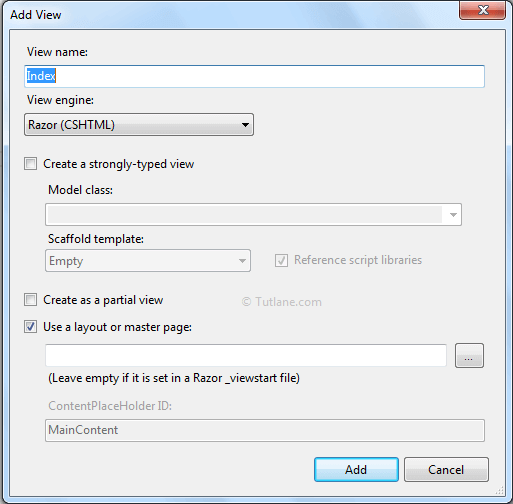 Add View
View name:
Index
View engine:
Razor (CSHTML)
Create a strongly-typed view
Model class:
Scaffold template:
Empty
Reference script libraries
Create as a partial view
© Tutlane.com
Use a layout or master page:
...
(Leave empty if it is set in a Razor _viewstart file)
ContentPlaceHolder ID:
MainContent
Add
Cancel